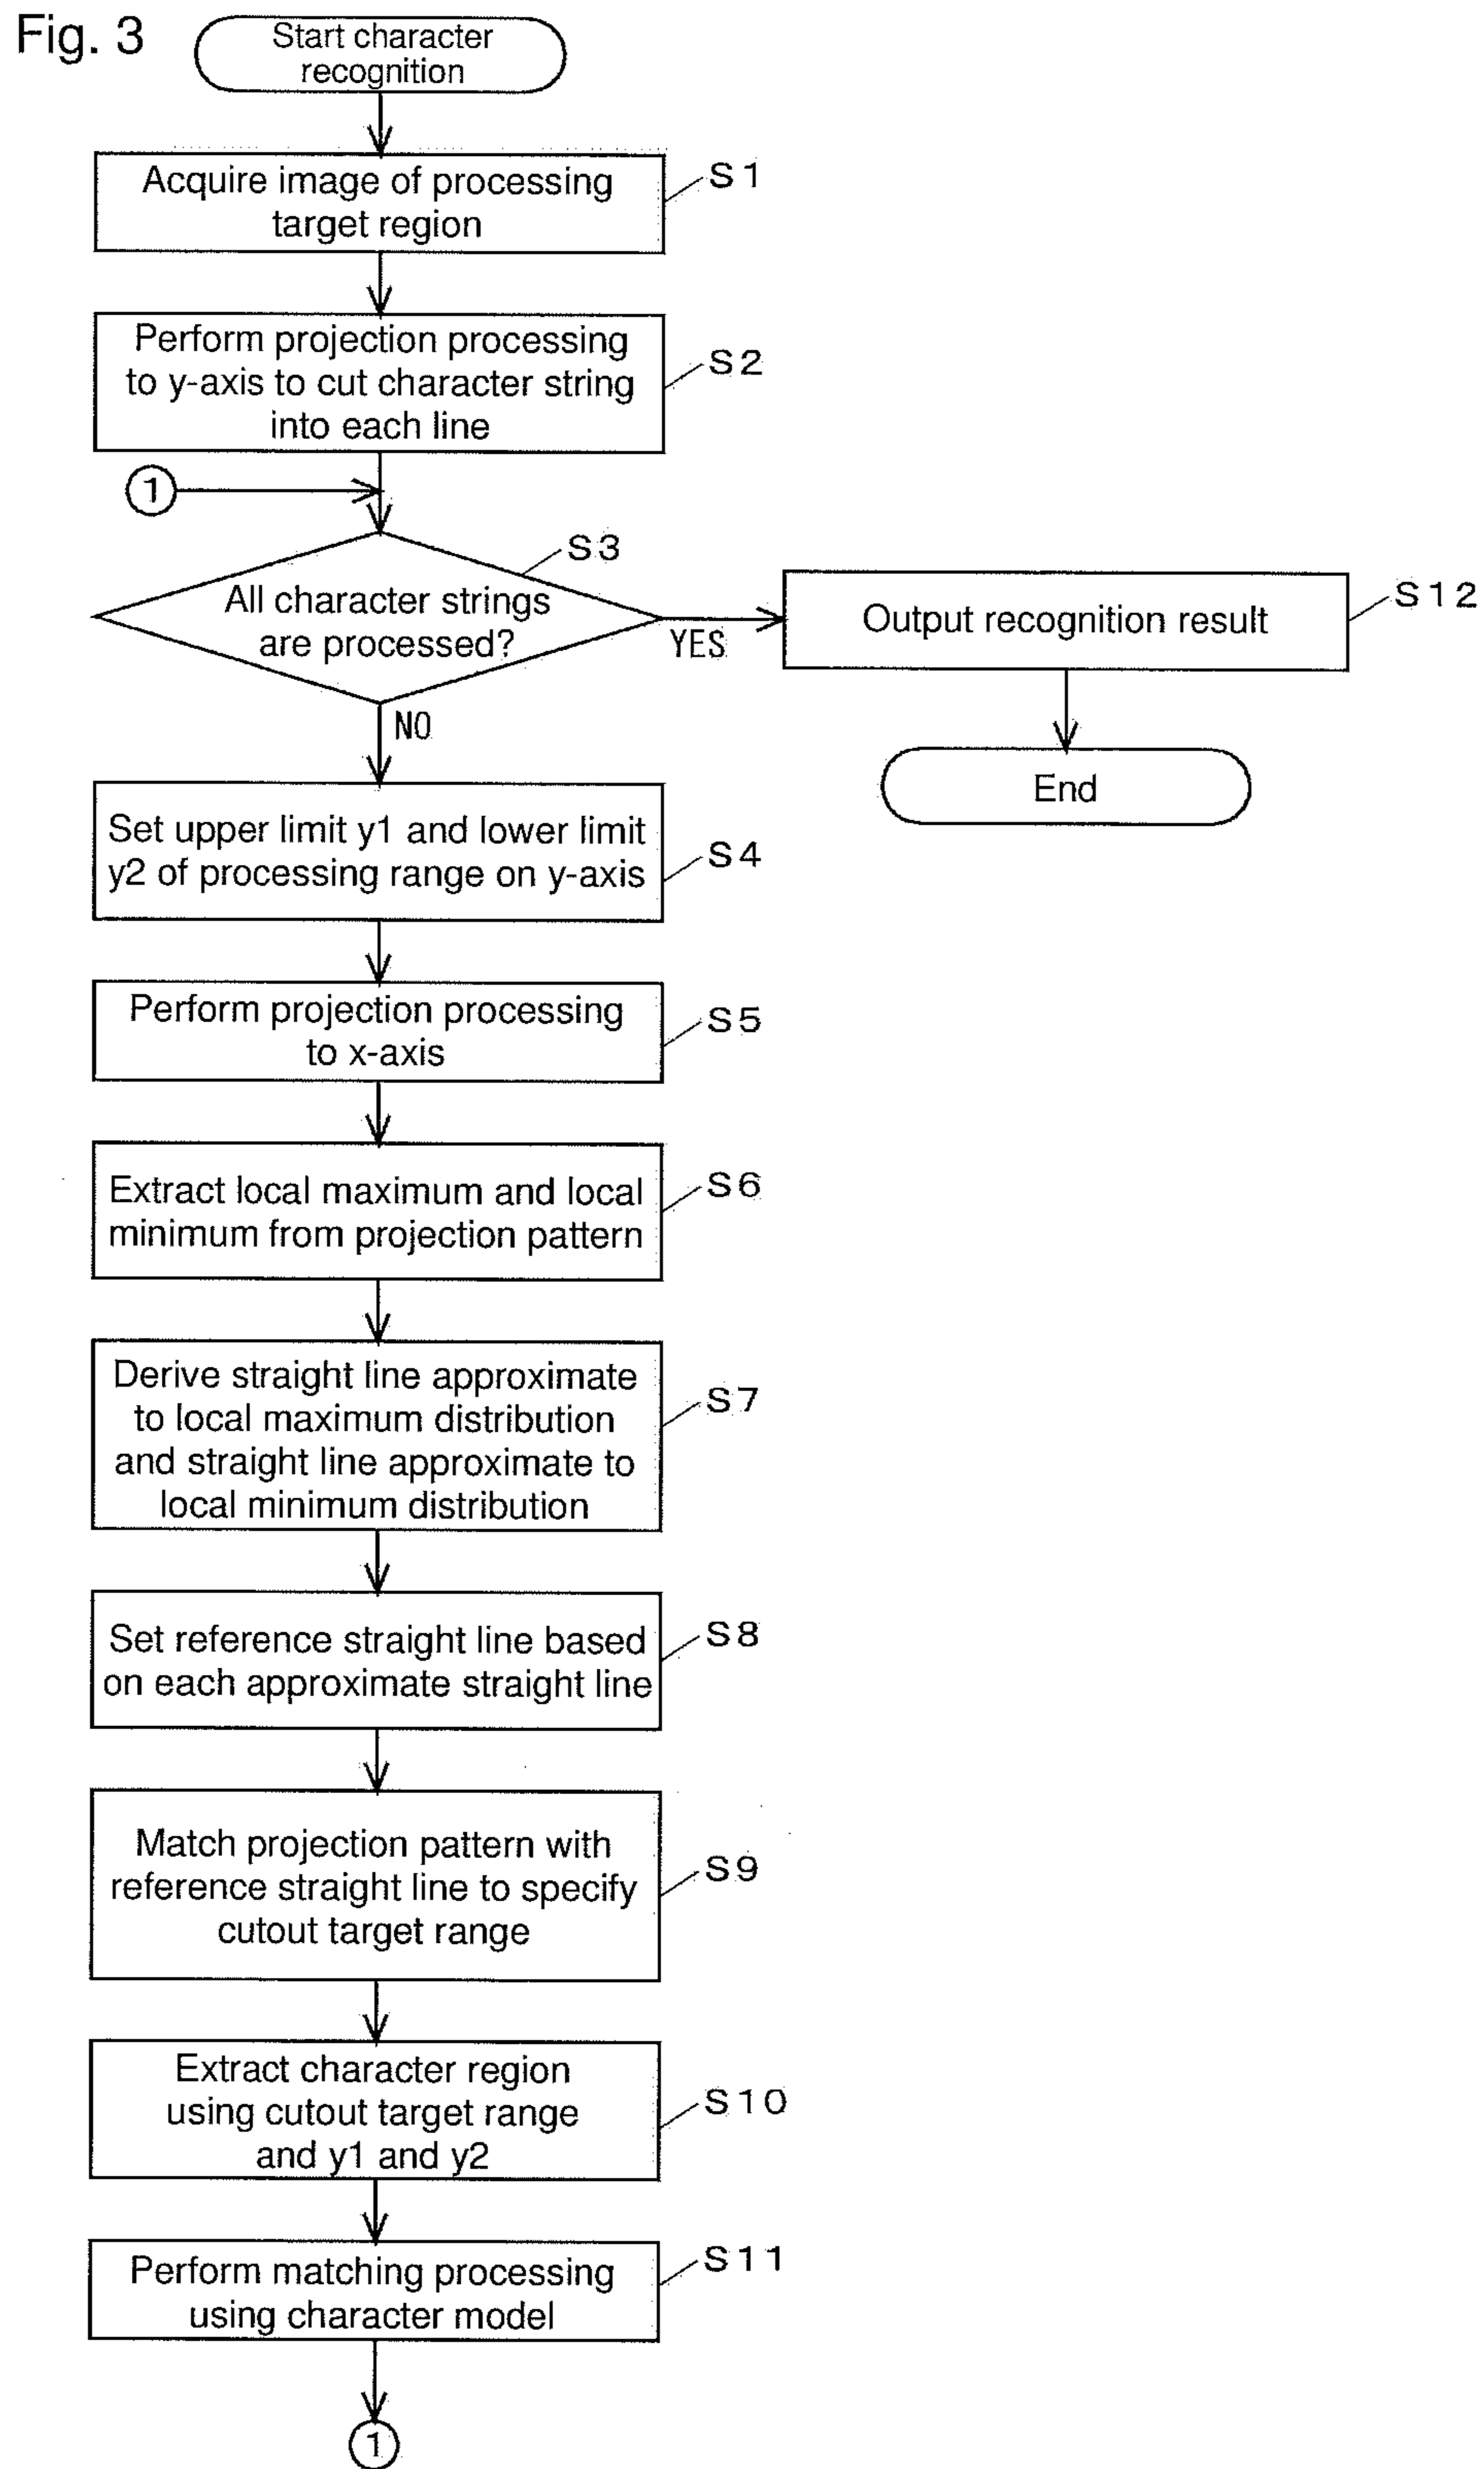 Fig. 3
Start character
recognition
Acquire image of processing
target region
S1
Perform projection processing
to y-axis to cut character string
into each line
S2
1
S3
All character strings
are processed?
YES
NO
Output recognition result
S12
End
Set upper limit y1 and lower limit
y2 of processing range on y-axis
S4
Perform projection processing
to x-axis
S5
Extract local maximum and local
minimum from projection pattern
S6
Derive straight line approximate
to local maximum distribution
and straight line approximate to
local minimum distribution
S7
Set reference straight line based
on each approximate straight line
S8
Match projection pattern with
reference straight line to specify
cutout target range
S9
Extract character region
using cutout target range
and y1 and y2
S10
Perform matching processing
using character model
S11
1